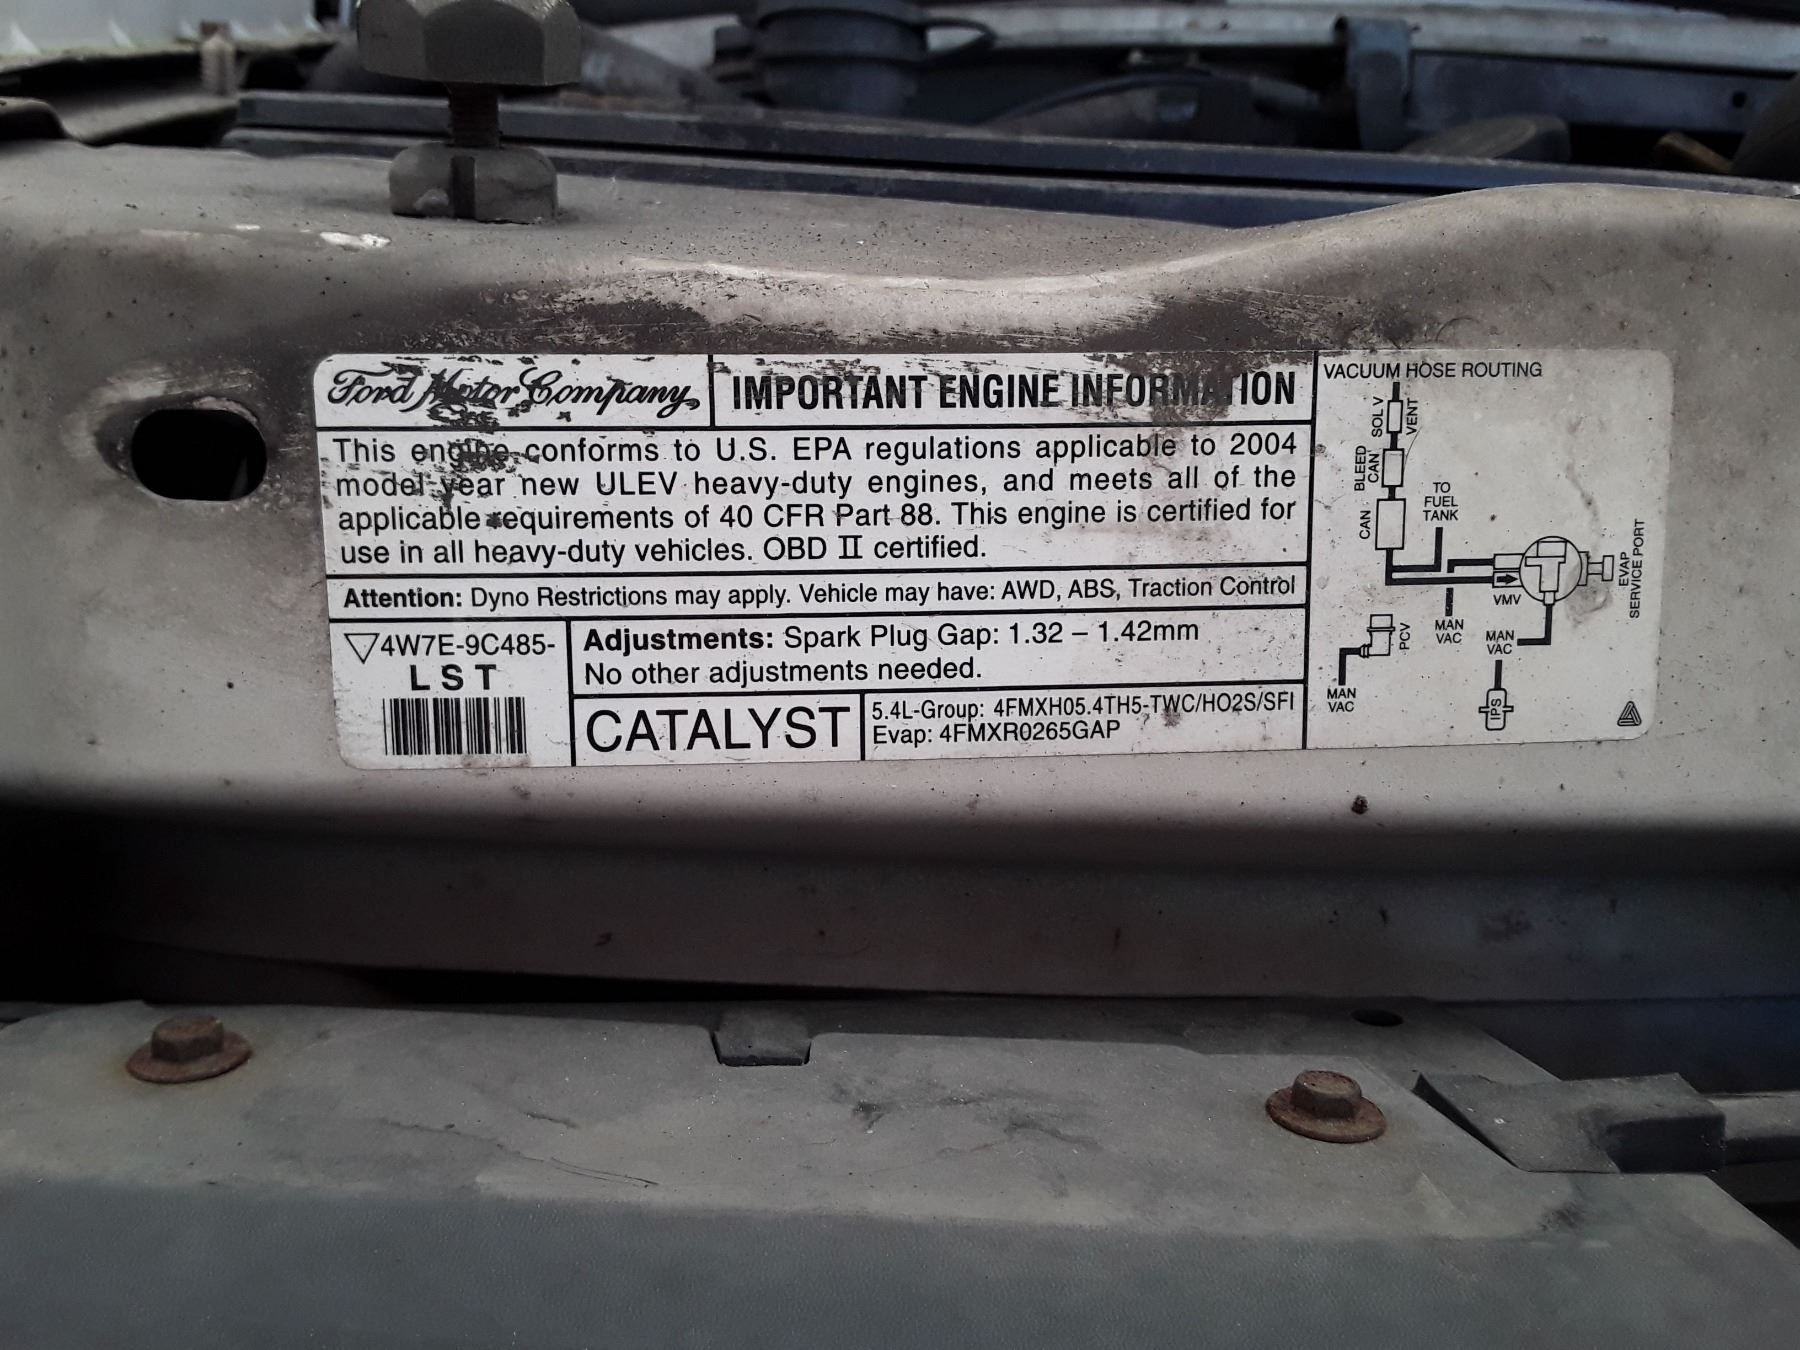 Ford Motor Company,
IMPORTANT ENGINE INFORMATION
This engine conforms to U.S. EPA regulations applicable to 2004
model year new ULEV heavy-duty engines, and meets all of the
applicable requirements of 40 CFR Part 88. This engine is certified for
use in all heavy-duty vehicles. OBD II certified.
Attention: Dyno Restrictions may apply. Vehicle may have: AWD, ABS, Traction Control
4W7E-9C485-
LST
Adjustments: Spark Plug Gap: 1.32 – 1.42mm
No other adjustments needed.
CATALYST
5.4L-Group: 4FMXH05.4TH5-TWC/HO2S/SFI
Evap: 4FMXR0265GAP
VACUUM HOSE ROUTING
SOL V
VENT
BLEED
CAN
CAN
TO
FUEL
TANK
VMV
EVAP
SERVICE PORT
MAN
VAC
PCV
MAN
VAC
MAN
VAC
IPS